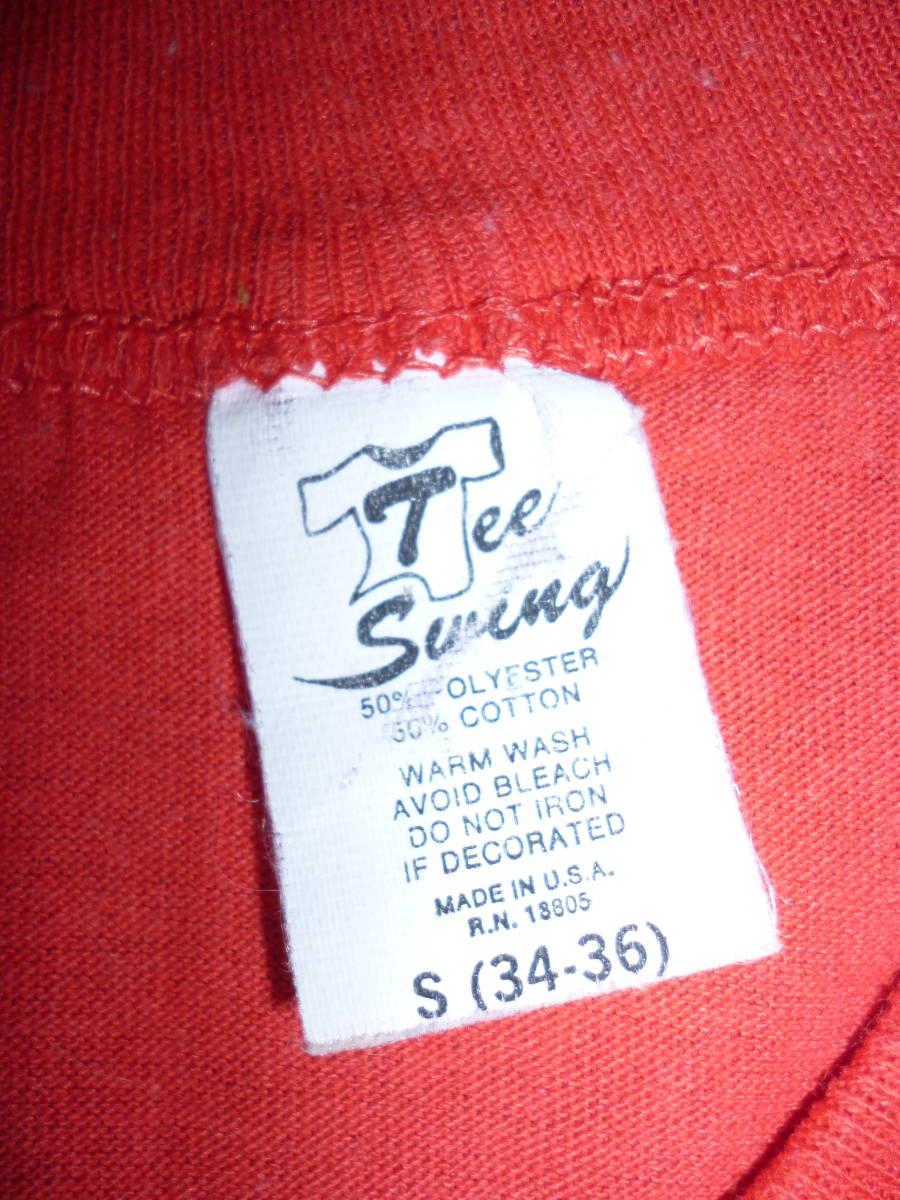 Tee
Swing
50% POLYESTER
50% COTTON
WARM WASH
AVOID BLEACH
DO NOT IRON
IF DECORATED
MADE IN U.S.A.
R.N. 18805
S (34-36)